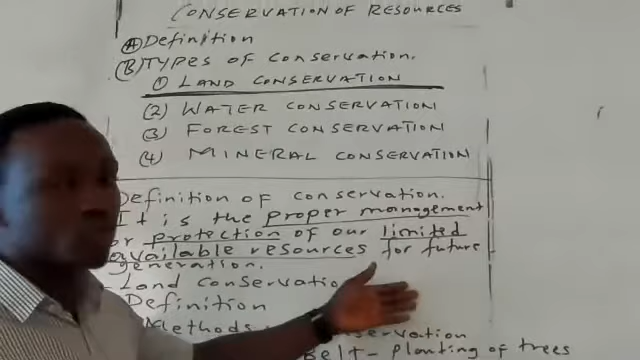 CONSERVATION OF RESOURCES
(A) Definition
(B) TYPES OF Conservation.
(1) LAND CONSERVATION
(2) WATER CONSERVATION
(3) FOREST CONSERVATION
(4) MINERAL CONSERVATION
Definition of conservation.
It is the proper management
or protection of our limited
available resources for future
generation.
- Land conservation
Definition
Methods
Belt - planting of trees